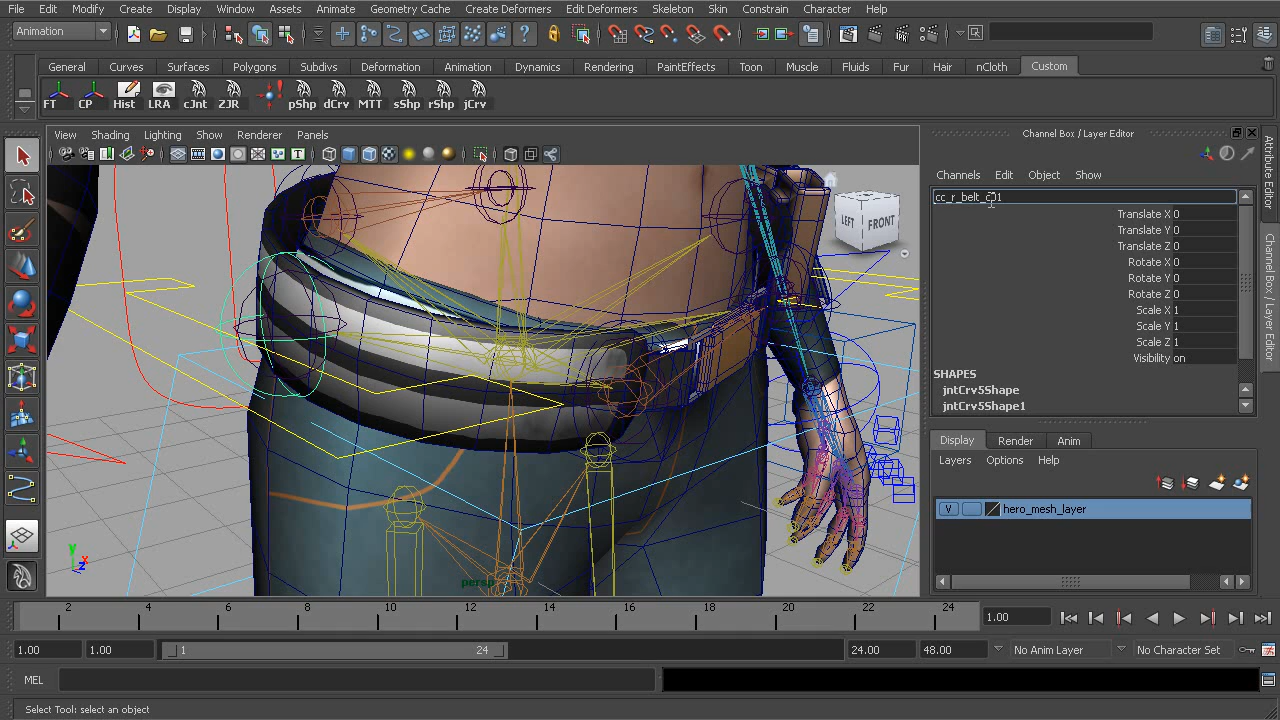 File Edit Modify Create Display Window Assets Animate Geometry Cache Create Deformers Edit Deformers Skeleton Skin Constrain Character Help
Animation
General Curves Surfaces Polygons Subdivs Deformation Animation Dynamics Rendering PaintEffects Toon Muscle Fluids Fur Hair nCloth Custom
FT CP Hist LRA cJnt ZJR pShp dCrv MTT sShp rShp jCrv
View Shading Lighting Show Renderer Panels
Channel Box / Layer Editor
Channels Edit Object Show
Translate X 0
Translate Y 0
Translate Z 0
Rotate X 0
Rotate Y 0
Rotate Z 0
Scale X 1
Scale Y 1
Scale Z 1
Visibility on
SHAPES
jntCrv5Shape
jntCrv5Shape1
Attribute Editor
Channel Box / Layer Editor
LEFT FRONT
Display Render Anim
Layers Options Help
V hero_mesh_layer
y x z
persp
2 4 6 8 10 12 14 16 18 20 22 24
1.00
1.00 1.00 1 24 24.00 48.00 No Anim Layer No Character Set
MEL
Select Tool: select an object